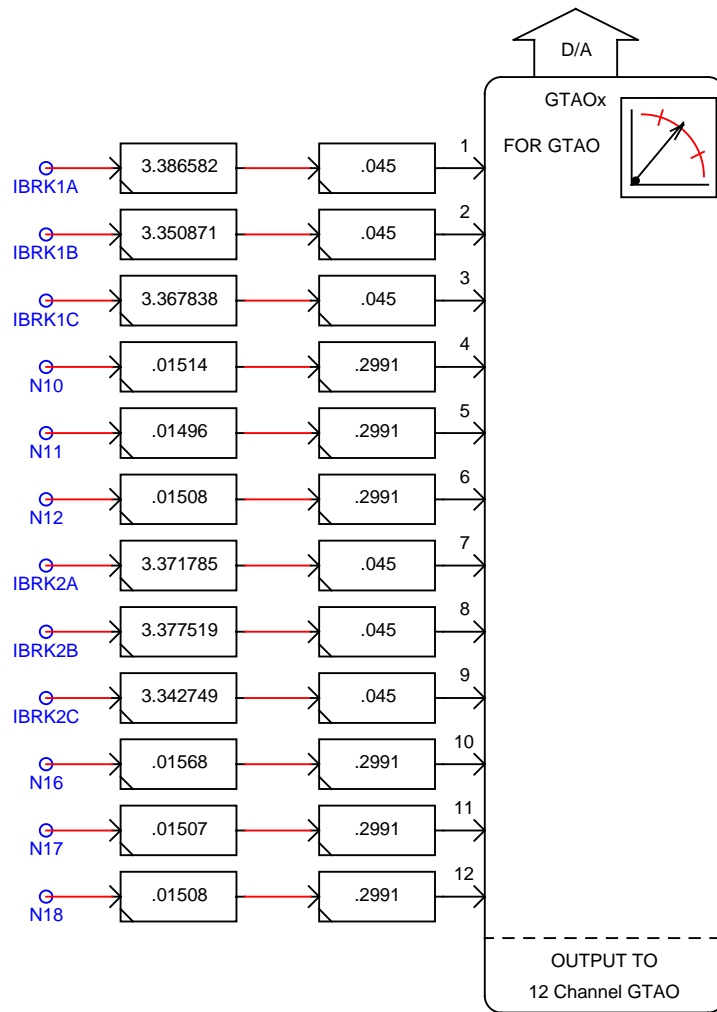 D/A
GTAOx
FOR GTAO
IBRK1A 3.386582 .045 1
IBRK1B 3.350871 .045 2
IBRK1C 3.367838 .045 3
N10 .01514 .2991 4
N11 .01496 .2991 5
N12 .01508 .2991 6
IBRK2A 3.371785 .045 7
IBRK2B 3.377519 .045 8
IBRK2C 3.342749 .045 9
N16 .01568 .2991 10
N17 .01507 .2991 11
N18 .01508 .2991 12
OUTPUT TO
12 Channel GTAO